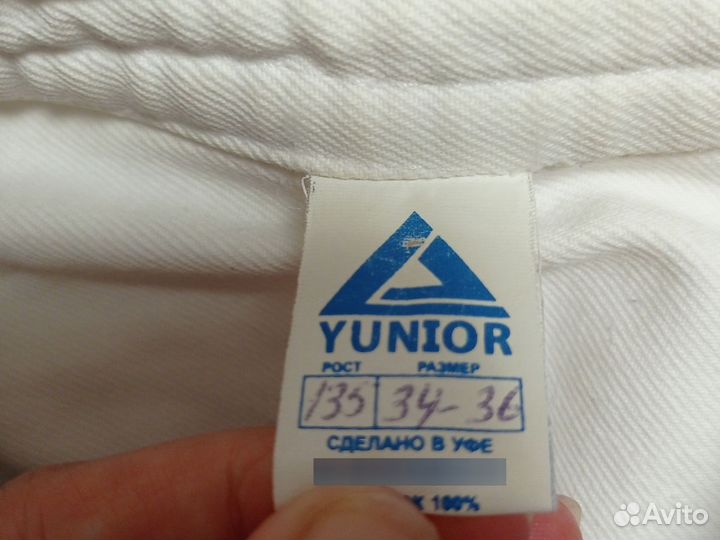 YUNIOR
РОСТ РАЗМЕР
135 34-36
СДЕЛАНО В УФЕ
100%
Avito